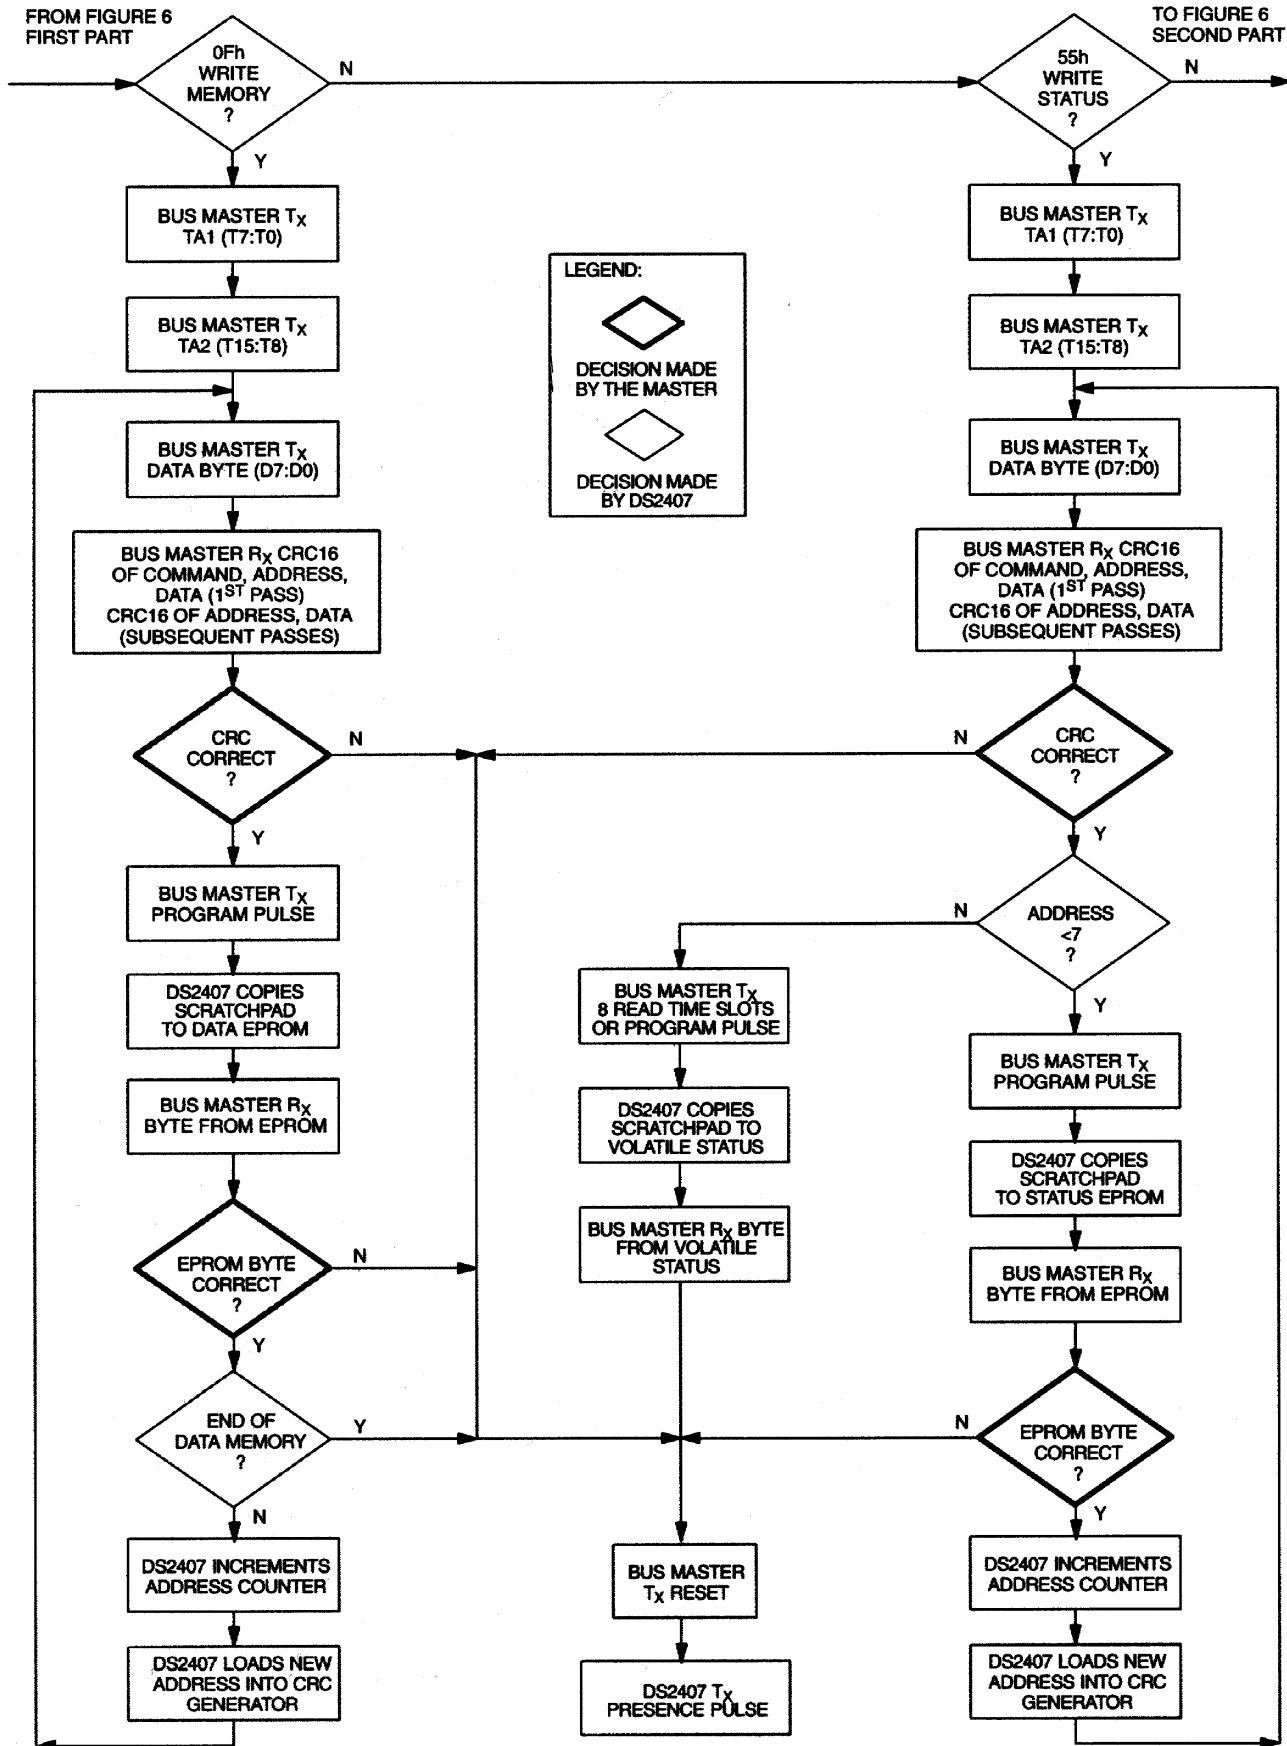 FROM FIGURE 6
FIRST PART
TO FIGURE 6
SECOND PART
0Fh
WRITE
MEMORY
?
N
Y
55h
WRITE
STATUS
?
N
Y
BUS MASTER TX
TA1 (T7:T0)
BUS MASTER TX
TA2 (T15:T8)
BUS MASTER TX
DATA BYTE (D7:D0)
BUS MASTER RX CRC16
OF COMMAND, ADDRESS,
DATA (1ST PASS)
CRC16 OF ADDRESS, DATA
(SUBSEQUENT PASSES)
CRC
CORRECT
?
N
Y
BUS MASTER TX
PROGRAM PULSE
DS2407 COPIES
SCRATCHPAD
TO DATA EPROM
BUS MASTER RX
BYTE FROM EPROM
EPROM BYTE
CORRECT
?
N
Y
END OF
DATA MEMORY
?
Y
N
DS2407 INCREMENTS
ADDRESS COUNTER
DS2407 LOADS NEW
ADDRESS INTO CRC
GENERATOR
LEGEND:
DECISION MADE
BY THE MASTER
DECISION MADE
BY DS2407
BUS MASTER TX
8 READ TIME SLOTS
OR PROGRAM PULSE
DS2407 COPIES
SCRATCHPAD TO
VOLATILE STATUS
BUS MASTER RX BYTE
FROM VOLATILE
STATUS
BUS MASTER
TX RESET
DS2407 TX
PRESENCE PULSE
BUS MASTER TX
TA1 (T7:T0)
BUS MASTER TX
TA2 (T15:T8)
BUS MASTER TX
DATA BYTE (D7:D0)
BUS MASTER RX CRC16
OF COMMAND, ADDRESS,
DATA (1ST PASS)
CRC16 OF ADDRESS, DATA
(SUBSEQUENT PASSES)
CRC
CORRECT
?
N
Y
ADDRESS
<7
?
N
Y
BUS MASTER TX
PROGRAM PULSE
DS2407 COPIES
SCRATCHPAD
TO STATUS EPROM
BUS MASTER RX
BYTE FROM EPROM
EPROM BYTE
CORRECT
?
N
Y
DS2407 INCREMENTS
ADDRESS COUNTER
DS2407 LOADS NEW
ADDRESS INTO CRC
GENERATOR